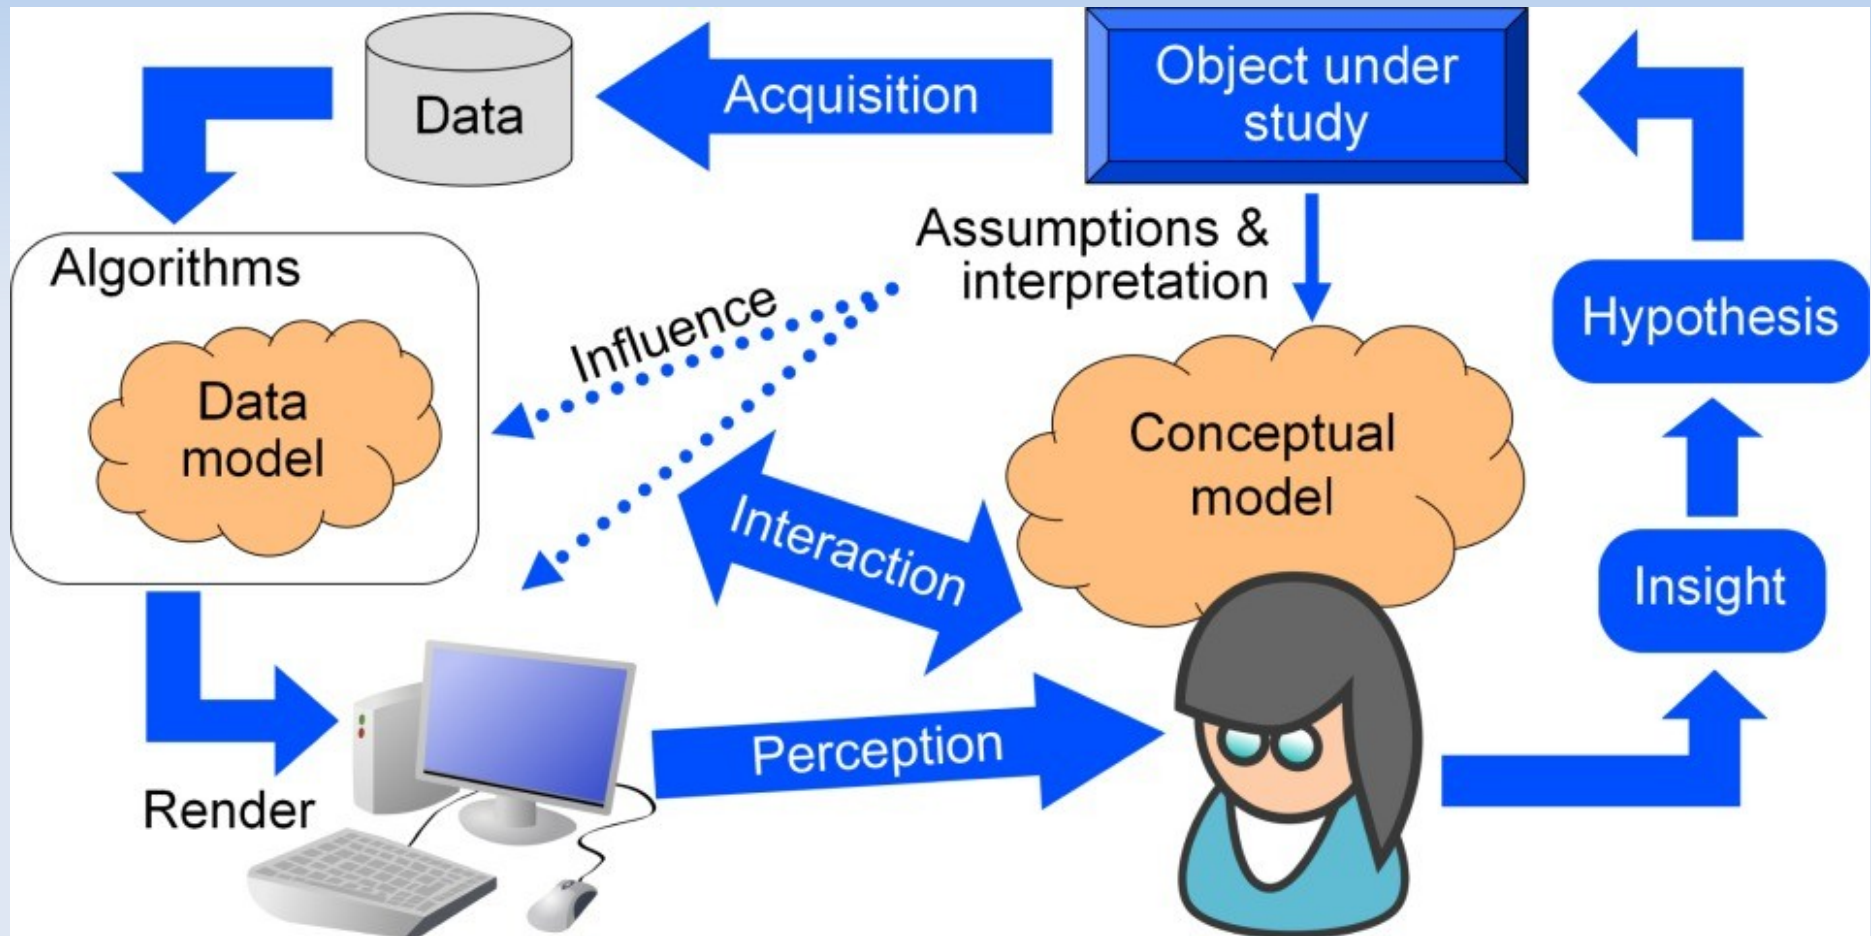 Data
Acquisition
Object under
study
Assumptions &
interpretation
Algorithms
Influence
Hypothesis
Data
model
Conceptual
model
Interaction
Insight
Perception
Render